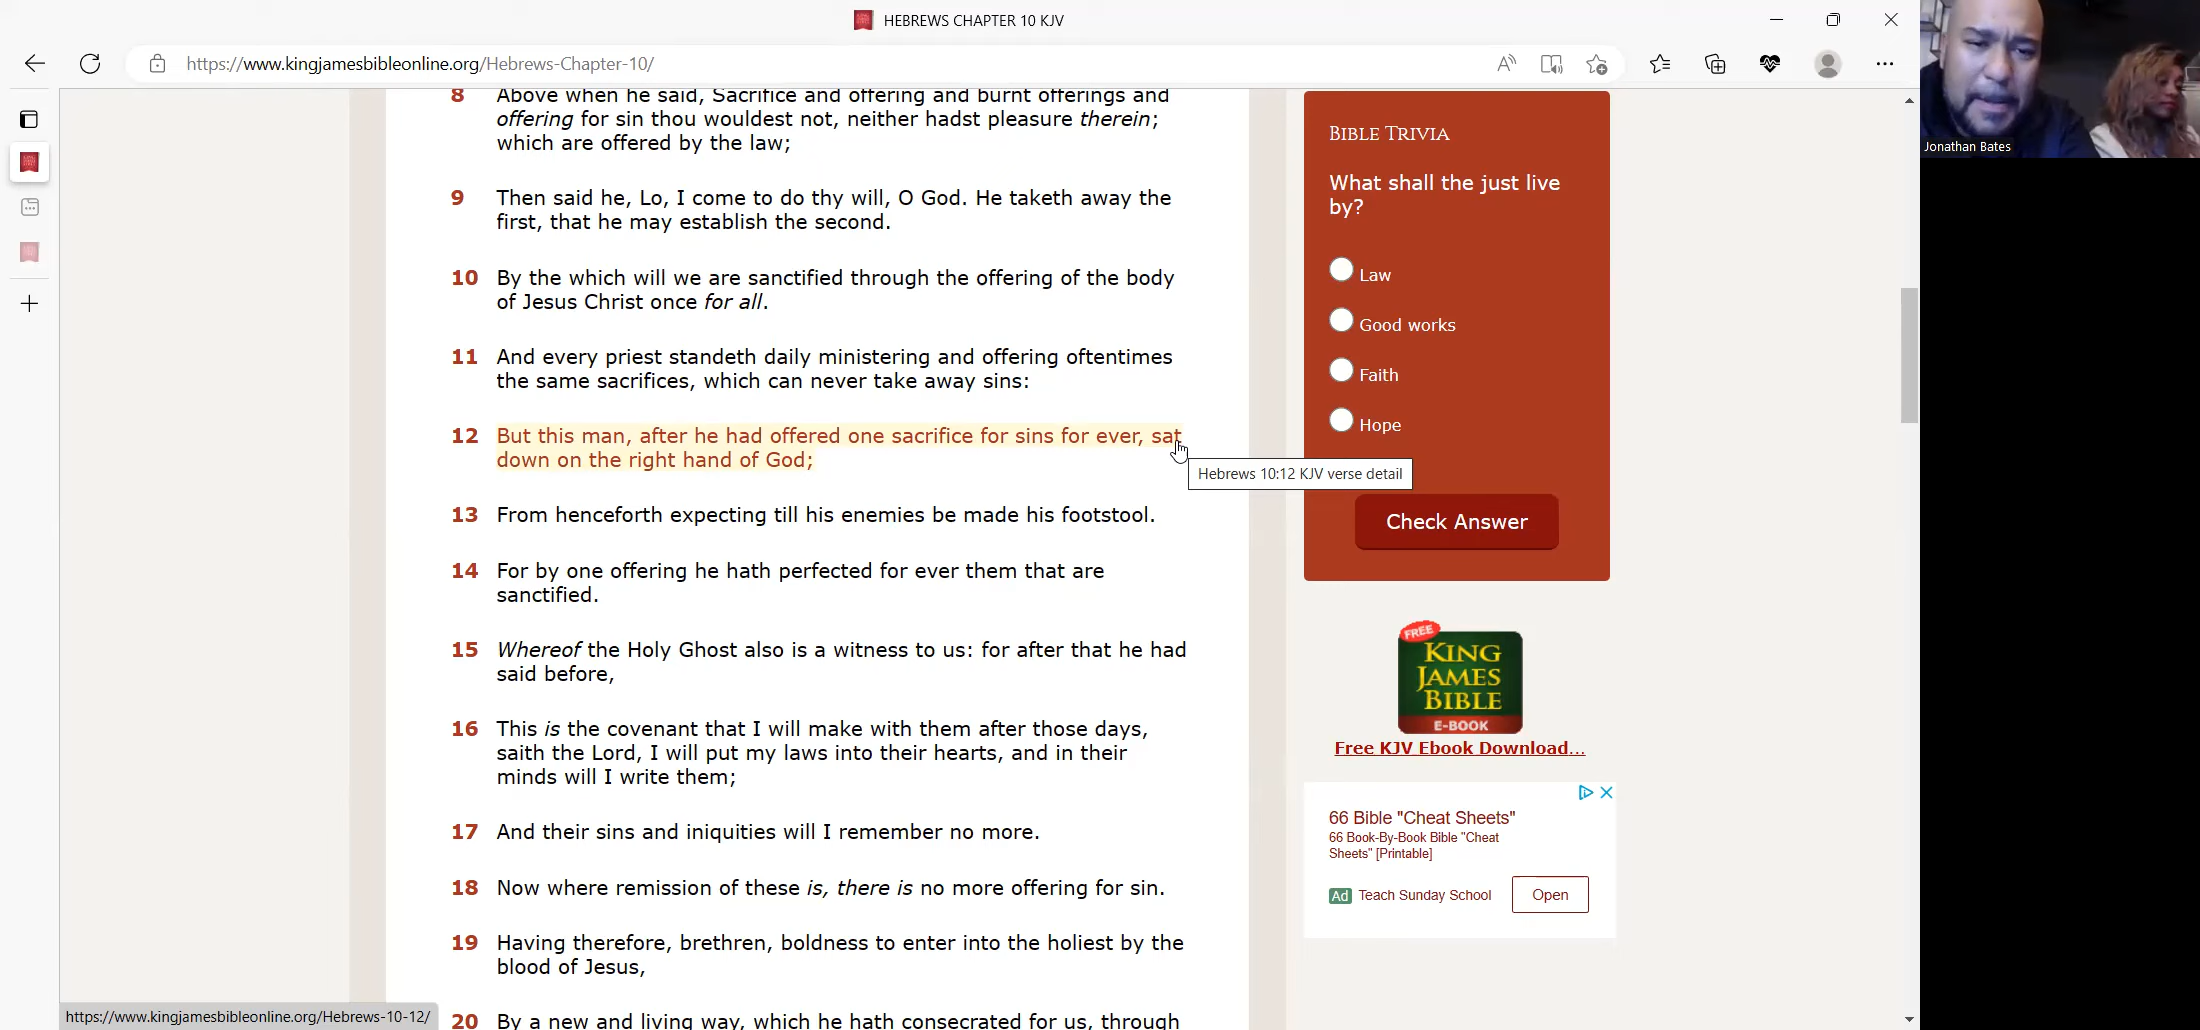 HEBREWS CHAPTER 10 KJV
https://www.kingjamesbibleonline.org/Hebrews-Chapter-10/
8 Above when he said, Sacrifice and offering and burnt offerings and
offering for sin thou wouldest not, neither hadst pleasure therein;
which are offered by the law;
9 Then said he, Lo, I come to do thy will, O God. He taketh away the
first, that he may establish the second.
10 By the which will we are sanctified through the offering of the body
of Jesus Christ once for all.
11 And every priest standeth daily ministering and offering oftentimes
the same sacrifices, which can never take away sins:
12 But this man, after he had offered one sacrifice for sins for ever, sat
down on the right hand of God;
Hebrews 10:12 KJV verse detail
13 From henceforth expecting till his enemies be made his footstool.
14 For by one offering he hath perfected for ever them that are
sanctified.
15 Whereof the Holy Ghost also is a witness to us: for after that he had
said before,
16 This is the covenant that I will make with them after those days,
saith the Lord, I will put my laws into their hearts, and in their
minds will I write them;
17 And their sins and iniquities will I remember no more.
18 Now where remission of these is, there is no more offering for sin.
19 Having therefore, brethren, boldness to enter into the holiest by the
blood of Jesus,
20 By a new and living way, which he hath consecrated for us, through
https://www.kingjamesbibleonline.org/Hebrews-10-12/
BIBLE TRIVIA
What shall the just live
by?
Law
Good works
Faith
Hope
Check Answer
FREE
KING
JAMES
BIBLE
E-BOOK
Free KJV Ebook Download...
66 Bible "Cheat Sheets"
66 Book-By-Book Bible "Cheat
Sheets" [Printable]
Ad Teach Sunday School
Open
Jonathan Bates